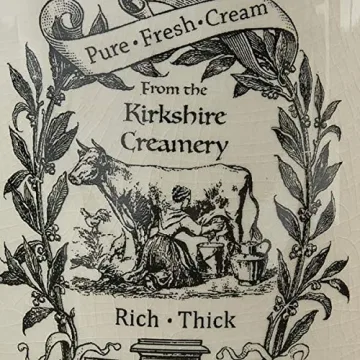 Pure • Fresh • Cream
From the
Kirkshire
Creamery
Rich • Thick